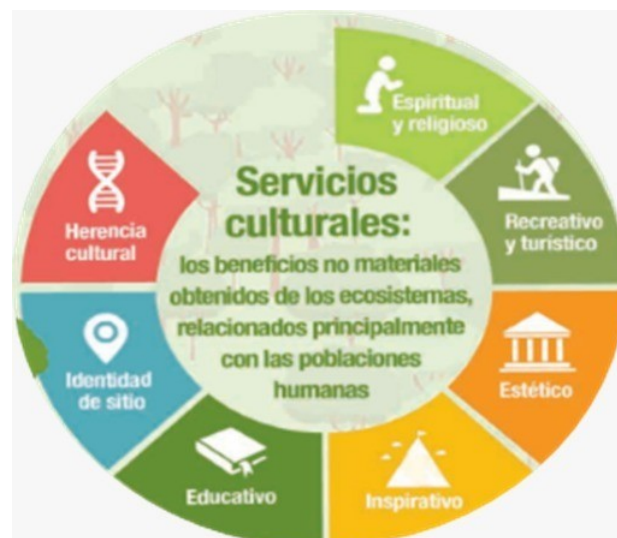 Servicios
culturales:
los beneficios no materiales
obtenidos de los ecosistemas,
relacionados principalmente
con las poblaciones
humanas
Espiritual
y religioso
Recreativo
y turístico
Estético
Inspirativo
Educativo
Identidad
de sitio
Herencia
cultural